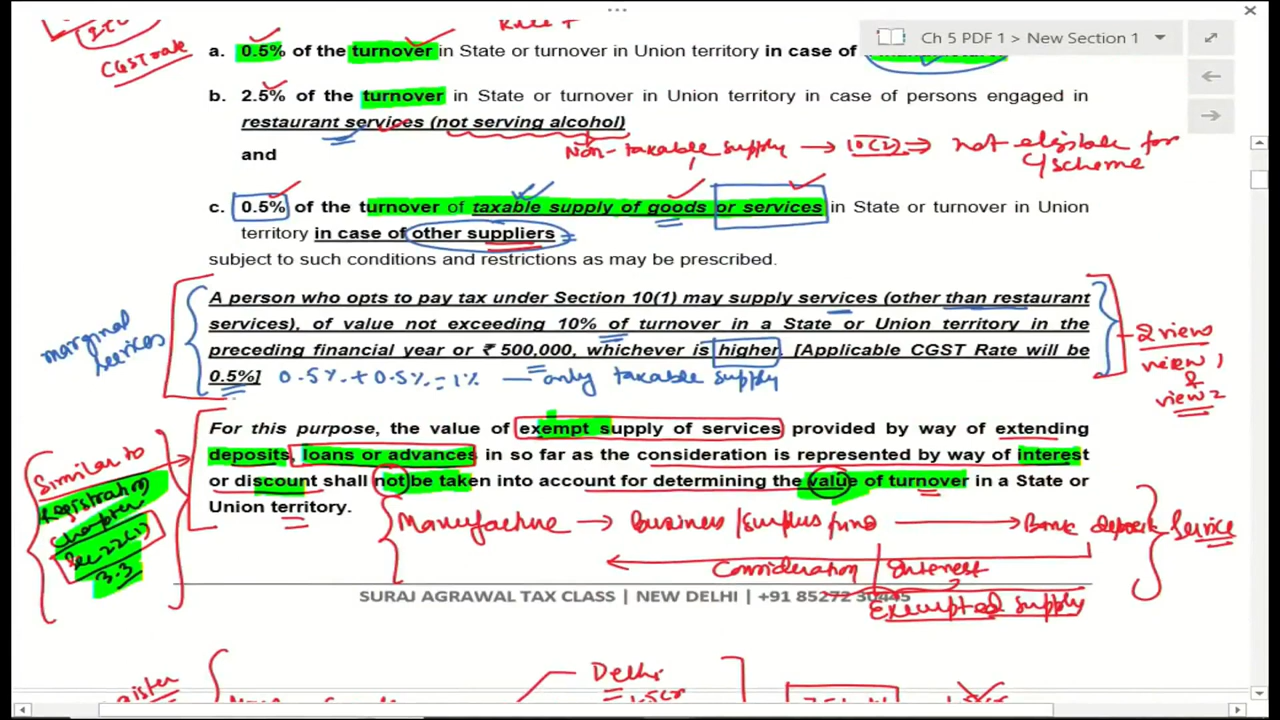 Ch 5 PDF 1 > New Section 1
ITC
CGST rate
a. 0.5% of the turnover in State or turnover in Union territory in case of
b. 2.5% of the turnover in State or turnover in Union territory in case of persons engaged in
restaurant services (not serving alcohol)
Non-taxable supply → 10(2) ⇒ not eligible for
C/scheme
and
c. 0.5% of the turnover of taxable supply of goods or services in State or turnover in Union
territory in case of other suppliers =
subject to such conditions and restrictions as may be prescribed.
marginal
services
A person who opts to pay tax under Section 10(1) may supply services (other than restaurant
services), of value not exceeding 10% of turnover in a State or Union territory in the
preceding financial year or ₹ 500,000, whichever is higher. [Applicable CGST Rate will be
0.5%] 0.5% + 0.5% = 1% — only taxable supply
2 view
view 1
&
view 2
For this purpose, the value of exempt supply of services provided by way of extending
deposits, loans or advances in so far as the consideration is represented by way of interest
or discount shall not be taken into account for determining the value of turnover in a State or
Union territory.
Similar to
Registration
chapter
Sec 22(1)
3.3
Manufacture → business/surplus/fund → Bank deposit
Service
Consideration Interest
Exempted supply
SURAJ AGRAWAL TAX CLASS | NEW DELHI | +91 85272 30445
Delhi
= 1.5cr